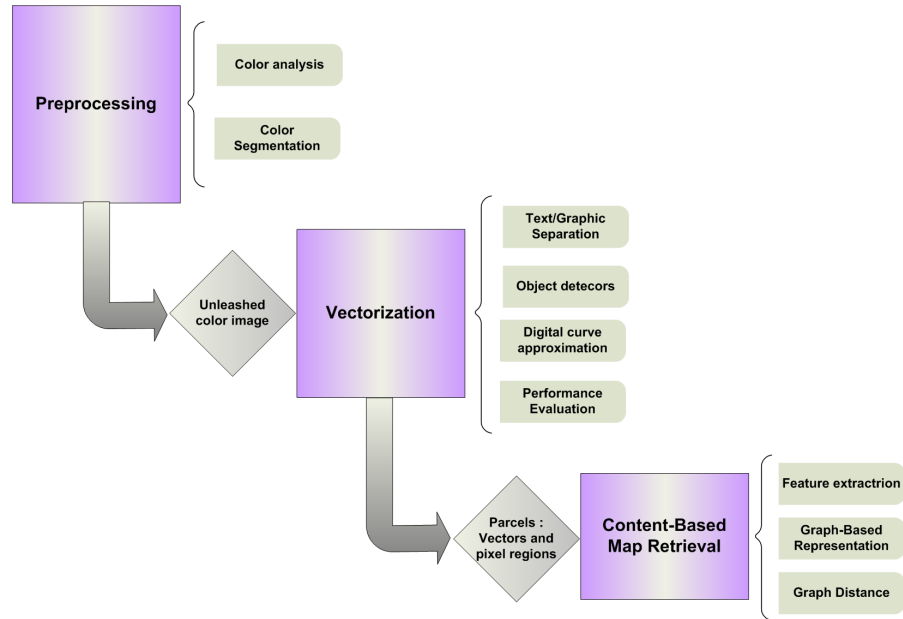 Preprocessing
Color analysis
Color
Segmentation
Unleashed
color image
Vectorization
Text/Graphic
Separation
Object detecors
Digital curve
approximation
Performance
Evaluation
Parcels :
Vectors and
pixel regions
Content-Based
Map Retrieval
Feature extractrion
Graph-Based
Representation
Graph Distance